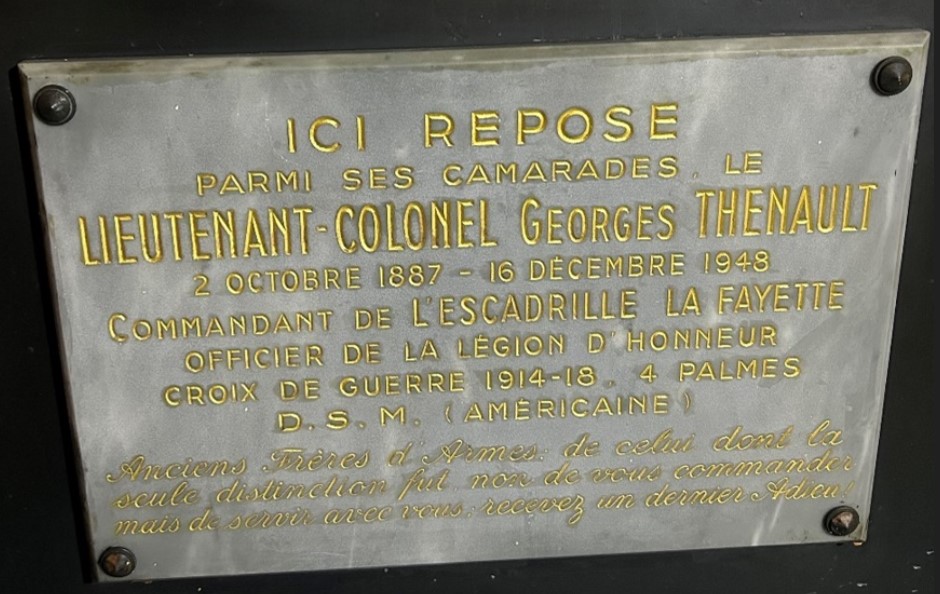 ICI REPOSE
PARMI SES CAMARADES, LE
LIEUTENANT-COLONEL GEORGES THENAULT
2 OCTOBRE 1887 - 16 DÉCEMBRE 1948
COMMANDANT DE L'ESCADRILLE LA FAYETTE
OFFICIER DE LA LÉGION D'HONNEUR
CROIX DE GUERRE 1914-18. 4 PALMES
D.S.M. (AMÉRICAINE)
Anciens Frères d'Armes: de celui dont la
seule distinction fut non de vous commander
mais de servir avec vous, recevez un dernier Adieu!